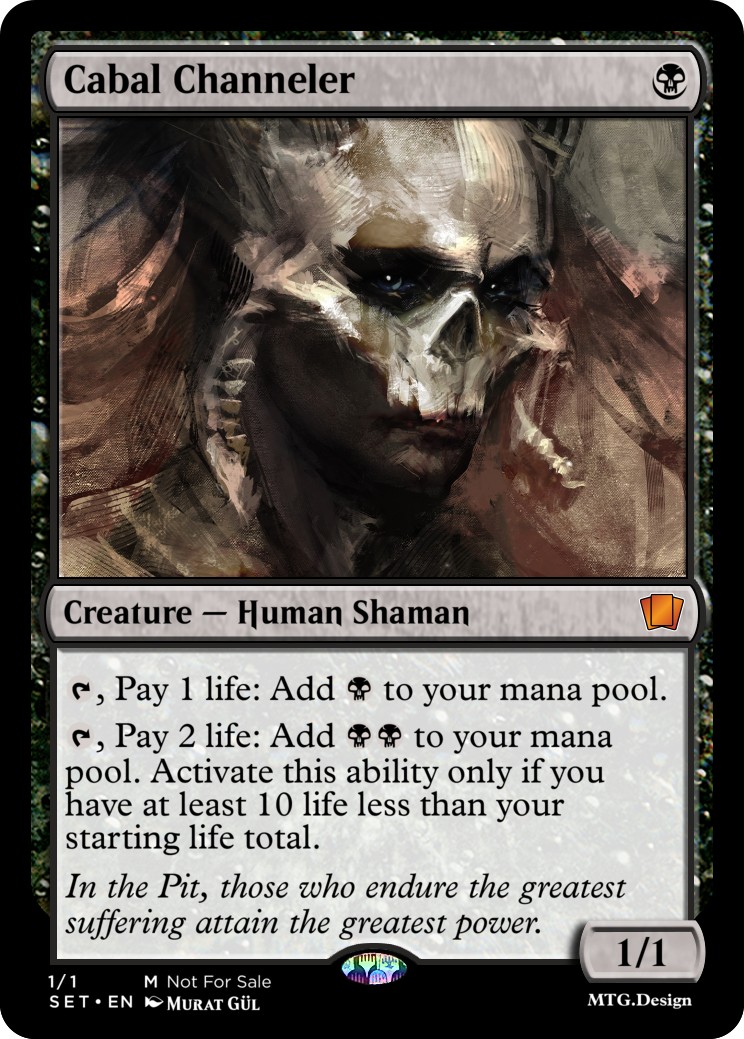 Cabal Channeler
Creature — Human Shaman
, Pay 1 life: Add to your mana pool.
, Pay 2 life: Add to your mana
pool. Activate this ability only if you
have at least 10 life less than your
starting life total.
In the Pit, those who endure the greatest
suffering attain the greatest power.
1/1
1/1 M Not For Sale
SET • EN MURAT GÜL
MTG.Design